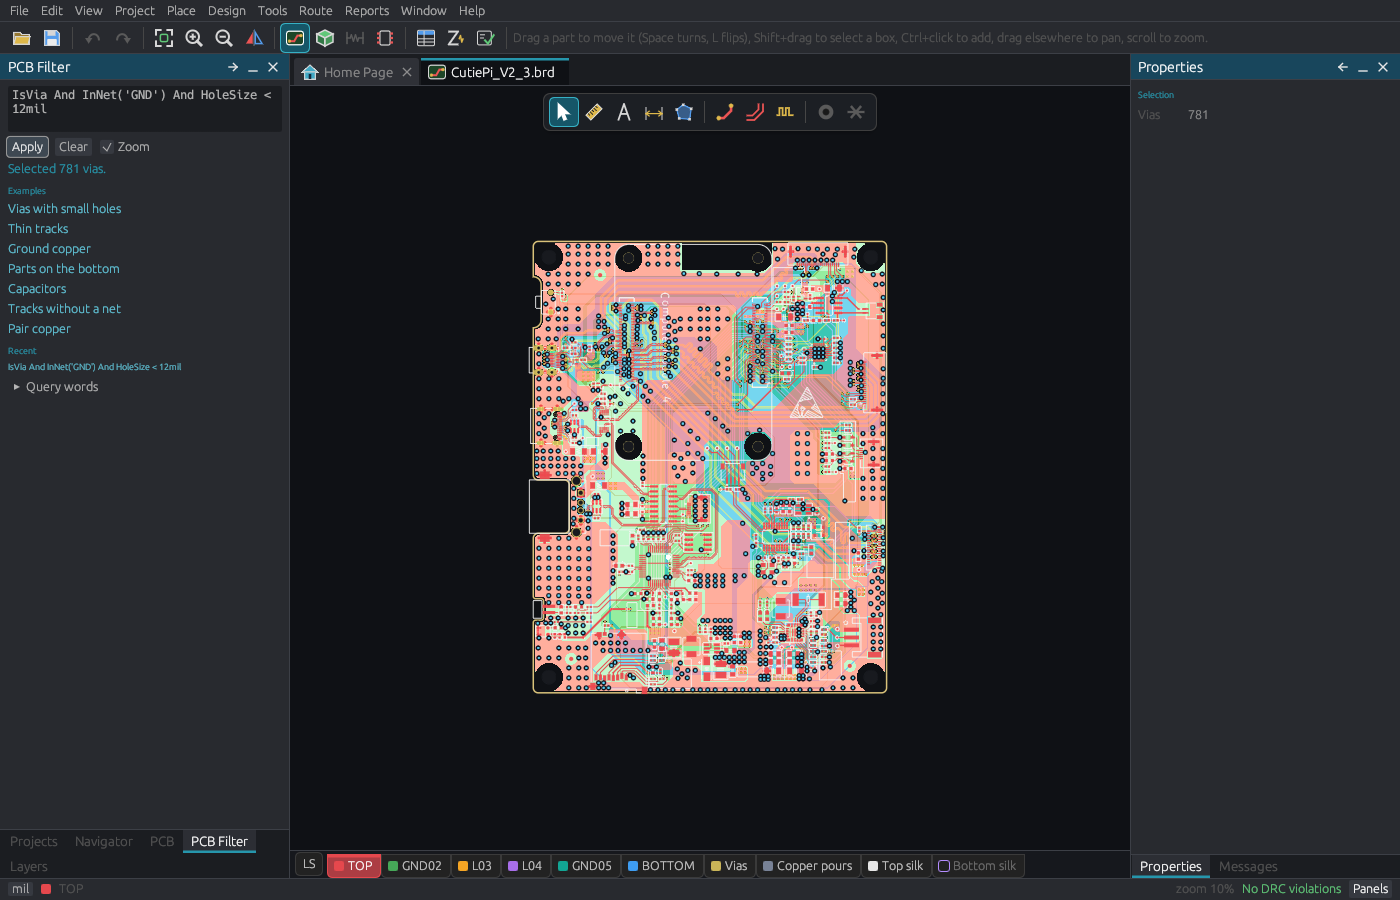 File Edit View Project Place Design Tools Route Reports Window Help
Drag a part to move it (Space turns, L flips), Shift+drag to select a box, Ctrl+click to add, drag elsewhere to pan, scroll to zoom.
PCB Filter
Home Page
CutiePi_V2_3.brd
Properties
IsVia And InNet('GND') And HoleSize <
12mil
Apply Clear Zoom
Selected 781 vias.
Examples
Vias with small holes
Thin tracks
Ground copper
Parts on the bottom
Capacitors
Tracks without a net
Pair copper
Recent
IsVia And InNet('GND') And HoleSize < 12mil
Query words
Selection
Vias 781
Projects Navigator PCB PCB Filter
Layers
LS TOP GND02 L03 L04 GND05 BOTTOM Vias Copper pours Top silk Bottom silk
Properties Messages
mil TOP
zoom 10% No DRC violations Panels